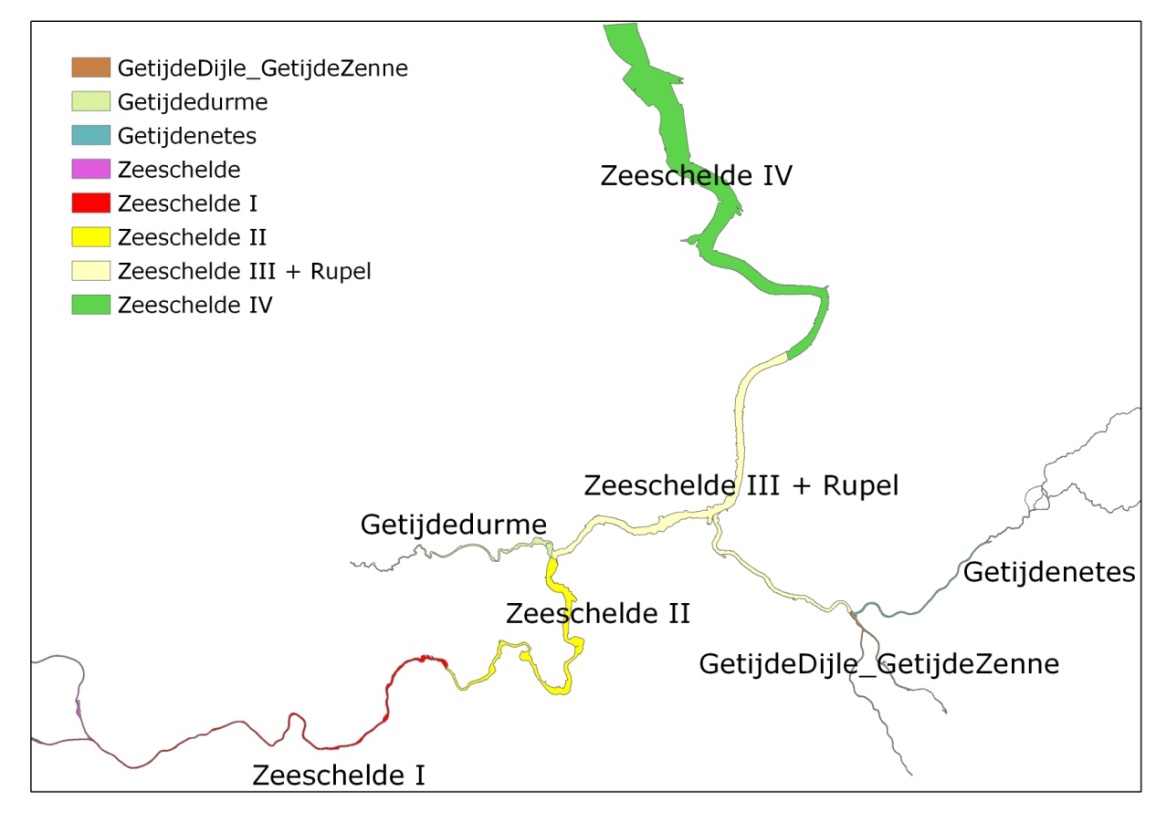 GetijdeDijle_GetijdeZenne
Getijdedurme
Getijdenetes
Zeeschelde
Zeeschelde I
Zeeschelde II
Zeeschelde III + Rupel
Zeeschelde IV
Zeeschelde IV
Zeeschelde III + Rupel
Getijdedurme
Getijdenetes
Zeeschelde II
GetijdeDijle_GetijdeZenne
Zeeschelde I